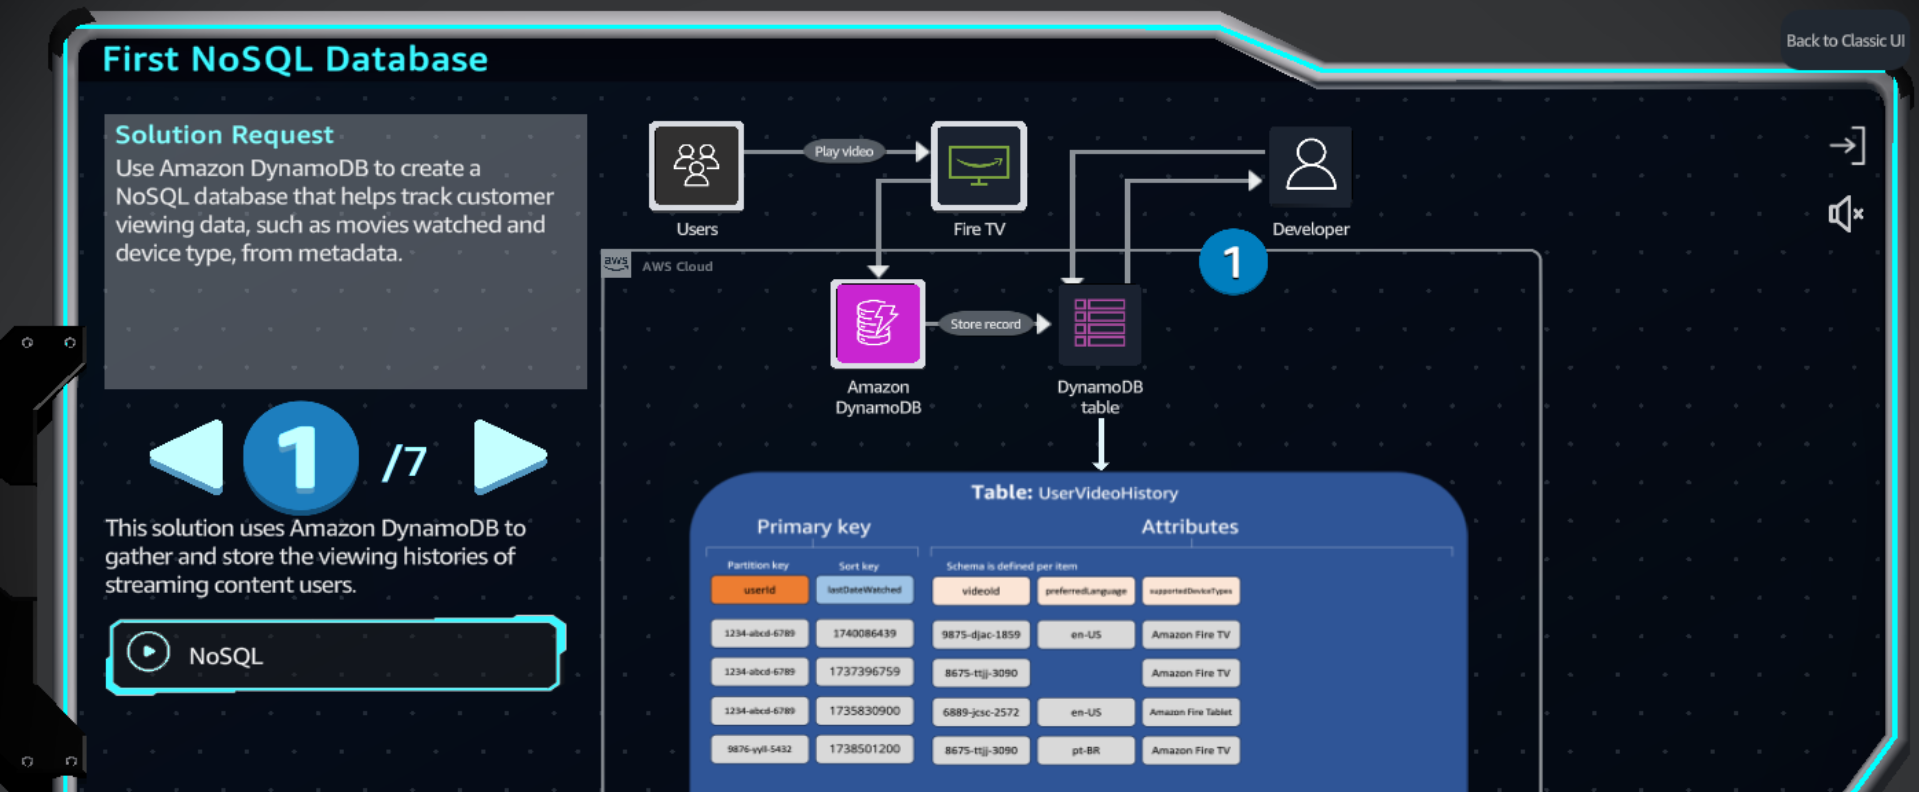 Back to Classic UI
First NoSQL Database
Solution Request
Use Amazon DynamoDB to create a
NoSQL database that helps track customer
viewing data, such as movies watched and
device type, from metadata.
1 /7
This solution uses Amazon DynamoDB to
gather and store the viewing histories of
streaming content users.
NoSQL
Play video
Users
Fire TV
Developer
aws
AWS Cloud
1
Store record
Amazon
DynamoDB
DynamoDB
table
Table: UserVideoHistory
Primary key
Attributes
Partition key
Sort key
Schema is defined per item
userId
lastDateWatched
videoId
preferredLanguage
supportedDeviceTypes
1234-abcd-6789
1740086439
9875-djac-1859
en-US
Amazon Fire TV
1234-abcd-6789
1737396759
8675-ttjj-3090
Amazon Fire TV
1234-abcd-6789
1735830900
6889-jcsc-2572
en-US
Amazon Fire Tablet
9876-yyll-5432
1738501200
8675-ttjj-3090
pt-BR
Amazon Fire TV